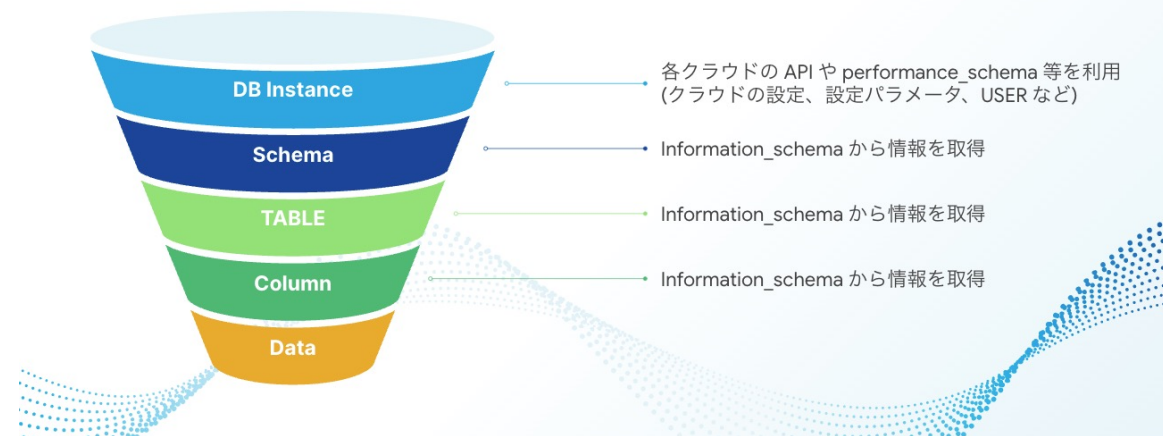 DB Instance
各クラウドの API や performance_schema 等を利用
(クラウドの設定、設定パラメータ、USER など)
Schema
Information_schema から情報を取得
TABLE
Information_schema から情報を取得
Column
Information_schema から情報を取得
Data